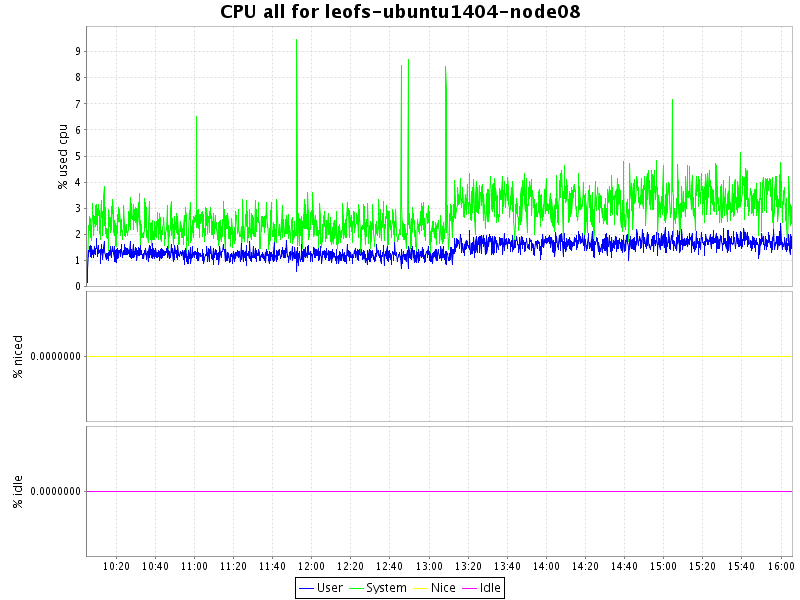 CPU all for leofs-ubuntu1404-node08
% used cpu
9
8
7
6
5
4
3
2
1
0
% niced
0.0000000
% idle
0.0000000
10:20 10:40 11:00 11:20 11:40 12:00 12:20 12:40 13:00 13:20 13:40 14:00 14:20 14:40 15:00 15:20 15:40 16:00
User System Nice Idle